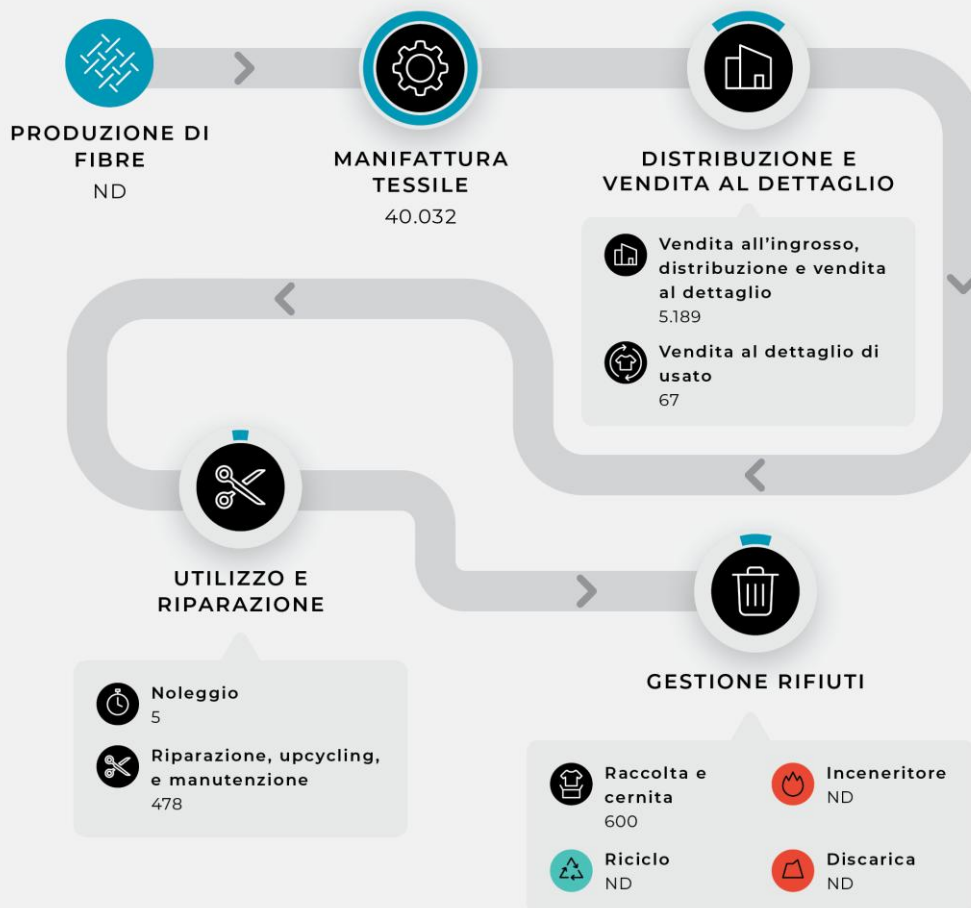 PRODUZIONE DI
FIBRE
ND
MANIFATTURA
TESSILE
40.032
DISTRIBUZIONE E
VENDITA AL DETTAGLIO
Vendita all'ingrosso,
distribuzione e vendita
al dettaglio
5.189
Vendita al dettaglio di
usato
67
UTILIZZO E
RIPARAZIONE
Noleggio
5
Riparazione, upcycling,
e manutenzione
478
GESTIONE RIFIUTI
Raccolta e
cernita
600
Inceneritore
ND
Riciclo
ND
Discarica
ND